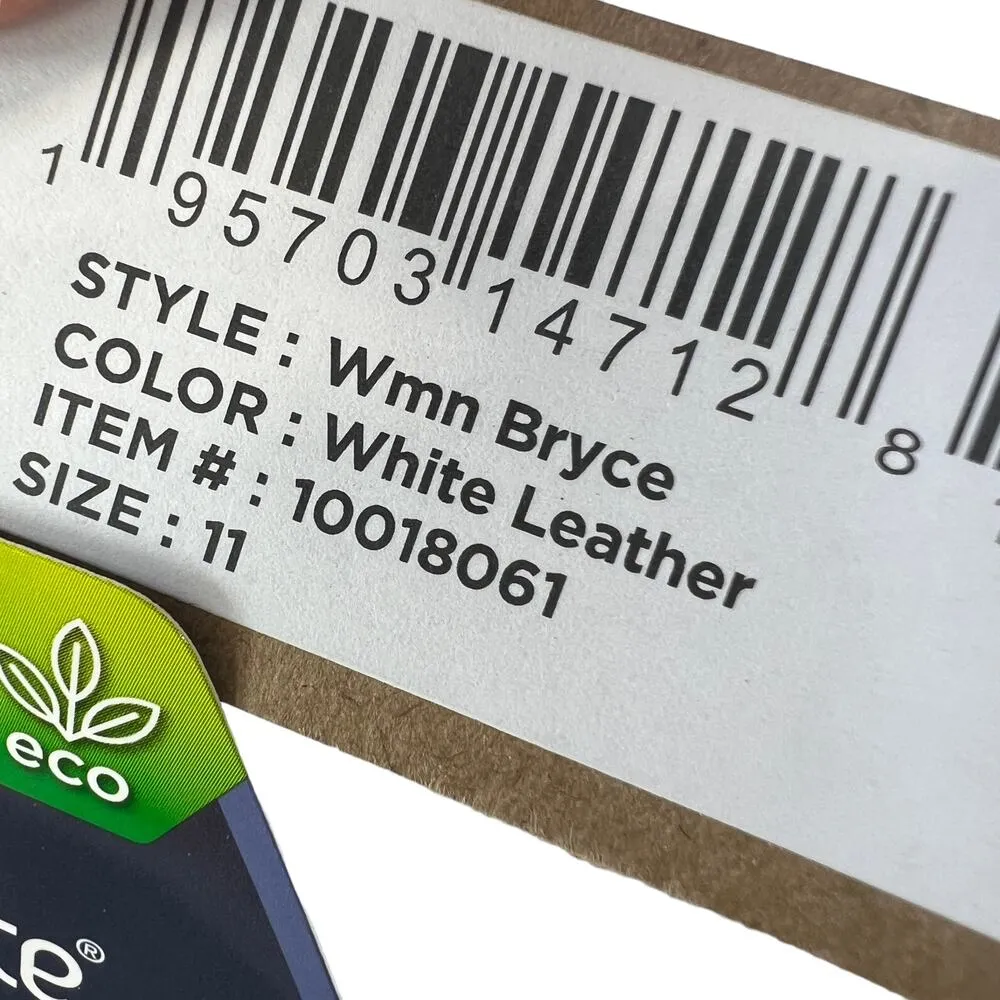 1 95703 14712 8
STYLE : Wmn Bryce
COLOR : White Leather
ITEM # : 10018061
SIZE : 11
eco